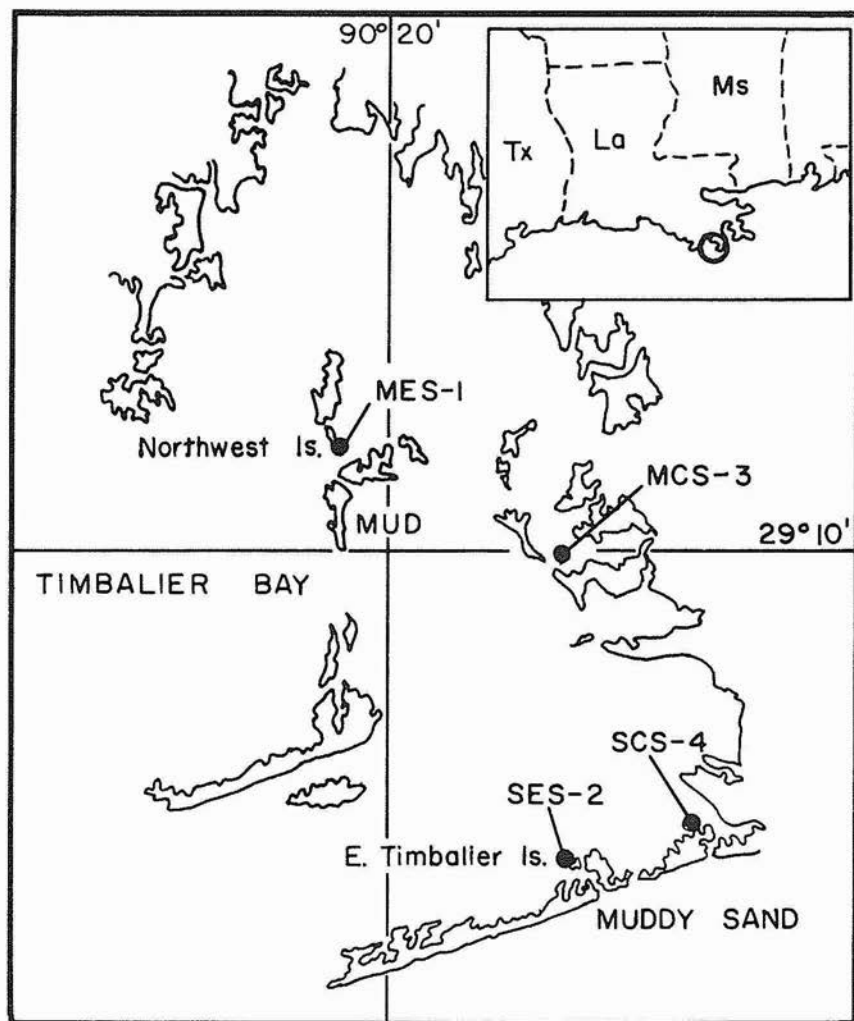 90° 20'
Ms
La
Tx
MES-1
Northwest Is.
MCS-3
MUD
29° 10'
TIMBALIER BAY
SCS-4
SES-2
E. Timbalier Is.
MUDDY SAND